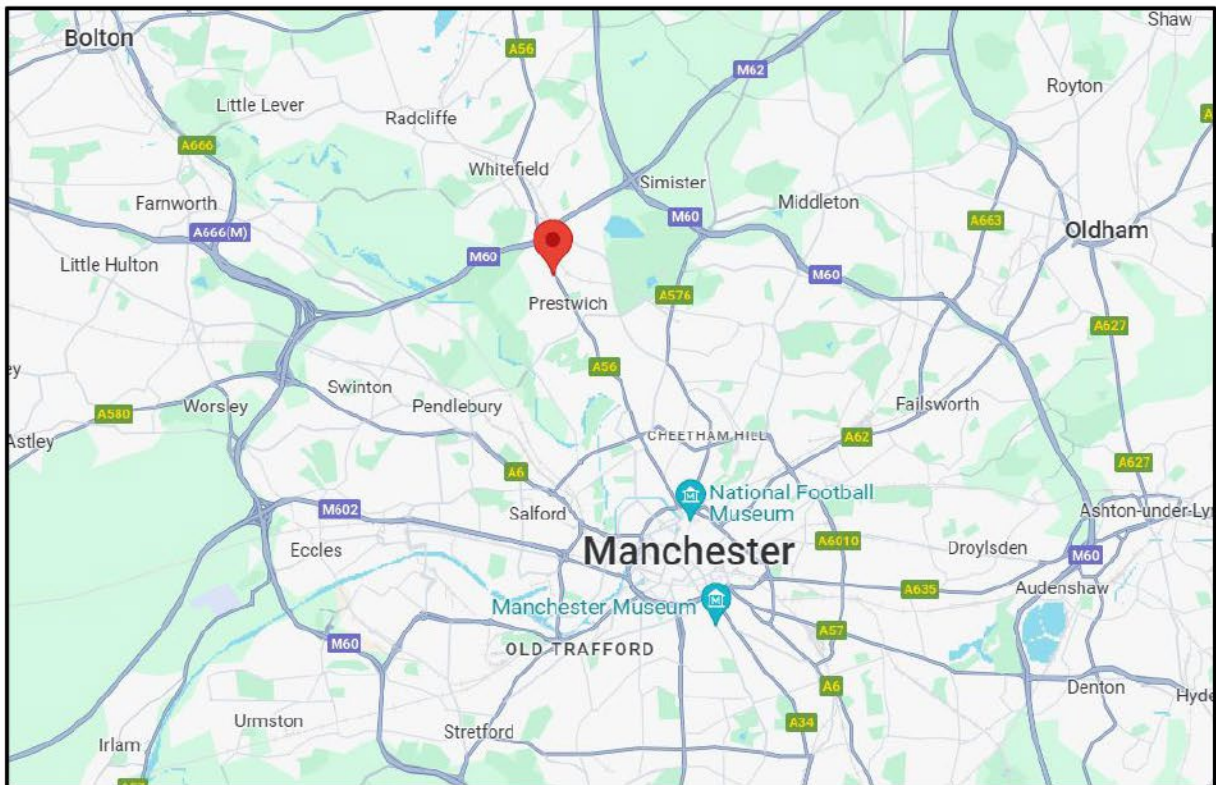 Shaw
Bolton
A56
M62
Royton
Little Lever
Radcliffe
A666
Whitefield
Simister
Middleton
Farnworth
M60
A663
A666(M)
Oldham
Little Hulton
M60
M60
A576
Prestwich
A627
A56
Swinton
Pendlebury
Worsley
A580
Failsworth
Astley
CHEETHAM HILL
A62
A6
A627
National Football
Museum
M602
Salford
Ashton-under-Ly
Eccles
Manchester
A6010
Droylsden
M60
Audenshaw
A635
Manchester Museum
A57
M60
OLD TRAFFORD
A6
Denton
Hyde
Urmston
Stretford
A34
Irlam